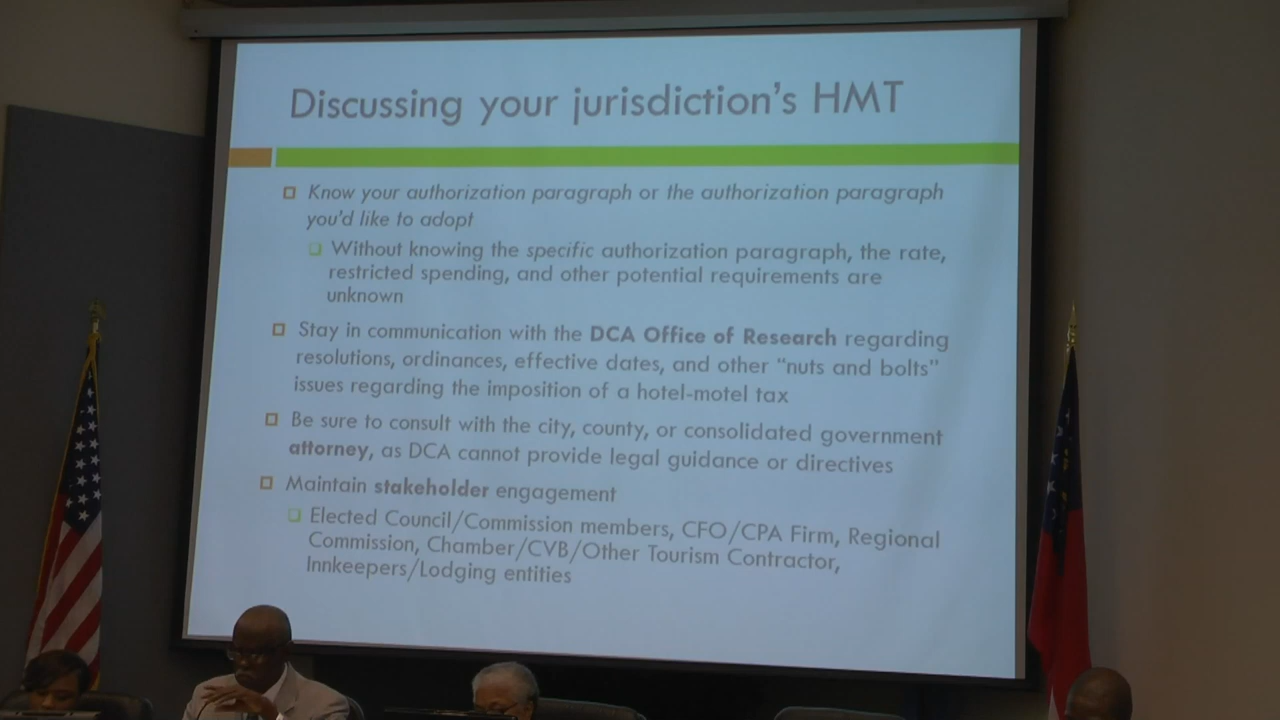 Discussing your jurisdiction's HMT
Know your authorization paragraph or the authorization paragraph
you'd like to adopt
Without knowing the specific authorization paragraph, the rate,
restricted spending, and other potential requirements are
unknown
Stay in communication with the DCA Office of Research regarding
resolutions, ordinances, effective dates, and other "nuts and bolts"
issues regarding the imposition of a hotel-motel tax
Be sure to consult with the city, county, or consolidated government
attorney, as DCA cannot provide legal guidance or directives
Maintain stakeholder engagement
Elected Council/Commission members, CFO/CPA Firm, Regional
Commission, Chamber/CVB/Other Tourism Contractor,
Innkeepers/Lodging entities